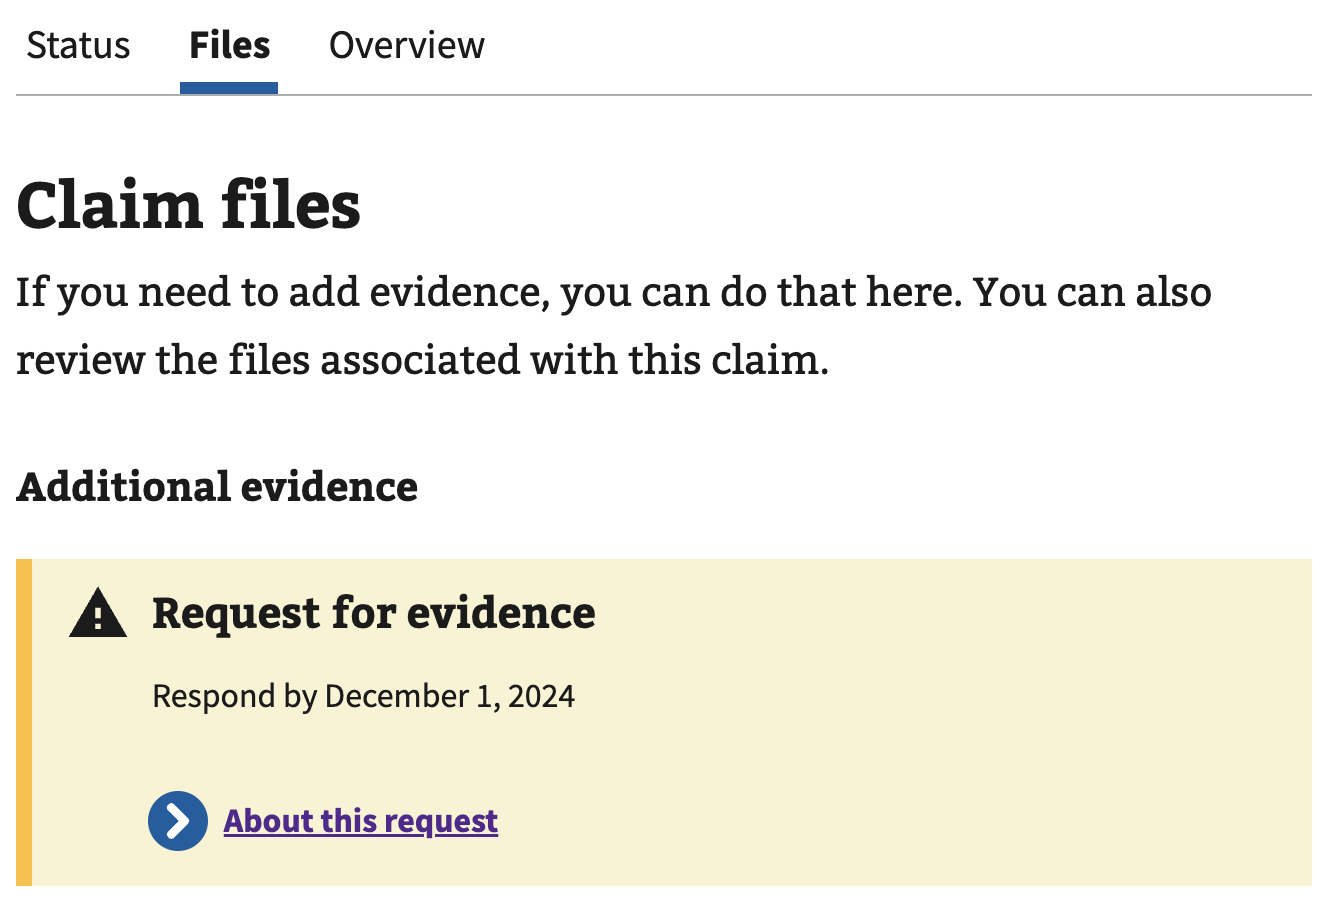 Status Files Overview
Claim files
If you need to add evidence, you can do that here. You can also
review the files associated with this claim.
Additional evidence
Request for evidence
Respond by December 1, 2024
About this request